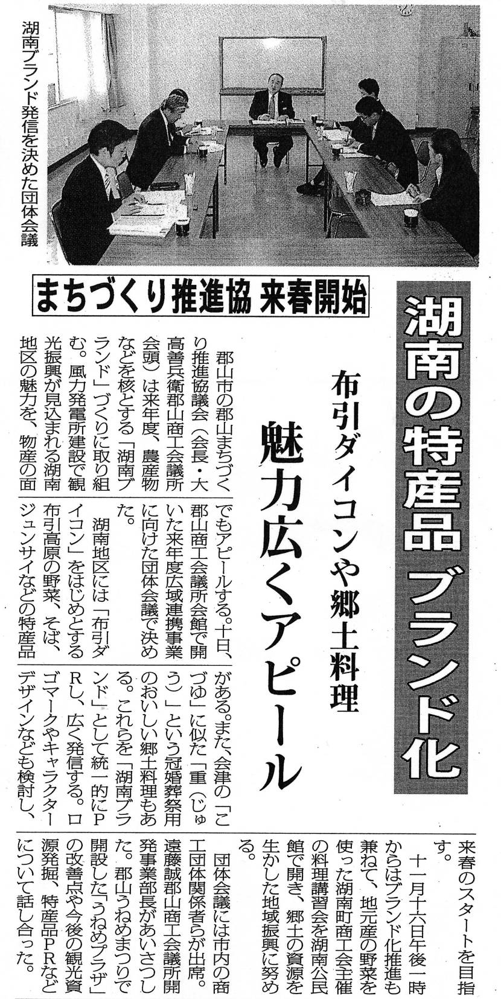 湖南ブランド発信を決めた団体会議
まちづくり推進協 来春開始
湖南の特産品 ブランド化
布引ダイコンや郷土料理
魅力広くアピール
郡山市の郡山まちづく
り推進協議会（会長・大
高善兵衛郡山商工会議所
会頭）は来年度、農産物
などを核とする「湖南ブ
ランド」づくりに取り組
む。風力発電所建設で観
光振興が見込まれる湖南
地区の魅力を、物産の面
でもアピールする。十日、
郡山商工会議所会館で開
いた来年度広域連携事業
に向けた団体会議で決め
た。
湖南地区には「布引ダ
イコン」をはじめとする
布引高原の野菜、そば、
ジュンサイなどの特産品
がある。また、会津の「こ
づゆ」に似た「重（じゅ
う）」という冠婚葬祭用
のおいしい郷土料理もあ
る。これらを「湖南ブラ
ンド」として統一的にP
Rし、広く発信する。ロ
ゴマークやキャラクター
デザインなども検討し、
来春のスタートを目指
す。
十一月十六日午後一時
からはブランド化推進も
兼ねて、地元産の野菜を
使った湖南町商工会主催
の料理講習会を湖南公民
館で開き、郷土の資源を
生かした地域振興に努め
る。
団体会議には市内の商
工団体関係者らが出席。
遠藤誠郡山商工会議所開
発事業部長があいさつし
た。郡山うねめまつりで
開設した「うねめプラザ」
の改善点や今後の観光資
源発掘、特産品PRなど
について話し合った。